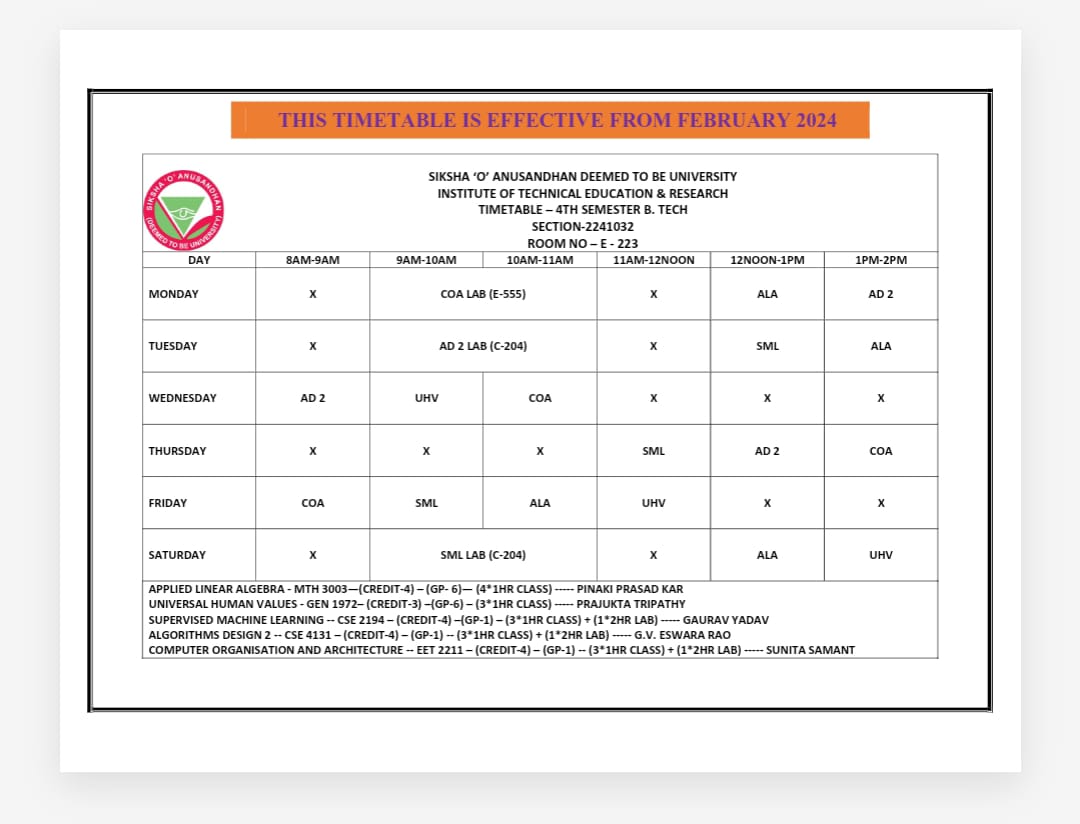 THIS TIMETABLE IS EFFECTIVE FROM FEBRUARY 2024
SIKSHA 'O' ANUSANDHAN
(DEEMED TO BE UNIVERSITY)
SIKSHA ‘O’ ANUSANDHAN DEEMED TO BE UNIVERSITY
INSTITUTE OF TECHNICAL EDUCATION & RESEARCH
TIMETABLE – 4TH SEMESTER B. TECH
SECTION-2241032
ROOM NO – E - 223
DAY 8AM-9AM 9AM-10AM 10AM-11AM 11AM-12NOON 12NOON-1PM 1PM-2PM
MONDAY X COA LAB (E-555) X ALA AD 2
TUESDAY X AD 2 LAB (C-204) X SML ALA
WEDNESDAY AD 2 UHV COA X X X
THURSDAY X X X SML AD 2 COA
FRIDAY COA SML ALA UHV X X
SATURDAY X SML LAB (C-204) X ALA UHV
APPLIED LINEAR ALGEBRA - MTH 3003—(CREDIT-4) – (GP- 6)— (4*1HR CLASS) ----- PINAKI PRASAD KAR
UNIVERSAL HUMAN VALUES - GEN 1972– (CREDIT-3) –(GP-6) – (3*1HR CLASS) ----- PRAJUKTA TRIPATHY
SUPERVISED MACHINE LEARNING -- CSE 2194 – (CREDIT-4) –(GP-1) – (3*1HR CLASS) + (1*2HR LAB) ----- GAURAV YADAV
ALGORITHMS DESIGN 2 -- CSE 4131 – (CREDIT-4) – (GP-1) -- (3*1HR CLASS) + (1*2HR LAB) ----- G.V. ESWARA RAO
COMPUTER ORGANISATION AND ARCHITECTURE -- EET 2211 – (CREDIT-4) – (GP-1) -- (3*1HR CLASS) + (1*2HR LAB) ----- SUNITA SAMANT